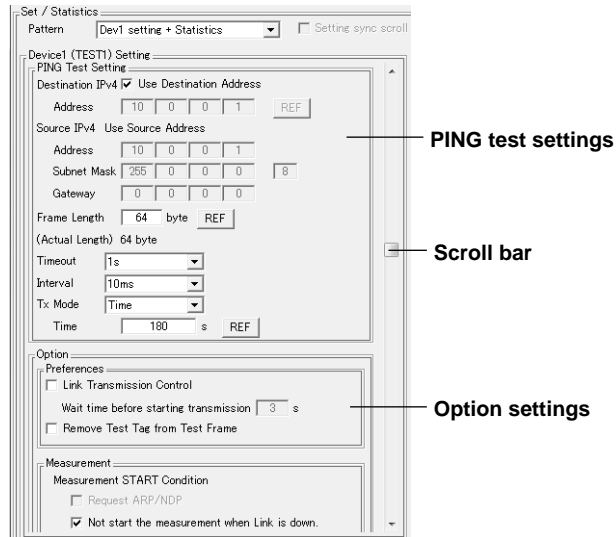 Set / Statistics
Pattern Dev1 setting + Statistics Setting sync scroll
Device1 (TEST1) Setting
PING Test Setting
Destination IPv4 Use Destination Address
Address 10 0 0 1 REF
Source IPv4 Use Source Address
Address 10 0 0 1
Subnet Mask 255 0 0 0 8
Gateway 0 0 0 0
Frame Length 64 byte REF
(Actual Length) 64 byte
Timeout 1s
Interval 10ms
Tx Mode Time
Time 180 s REF
Option
Preferences
Link Transmission Control
Wait time before starting transmission 3 s
Remove Test Tag from Test Frame
Measurement
Measurement START Condition
Request ARP/NDP
Not start the measurement when Link is down.
PING test settings
Scroll bar
Option settings